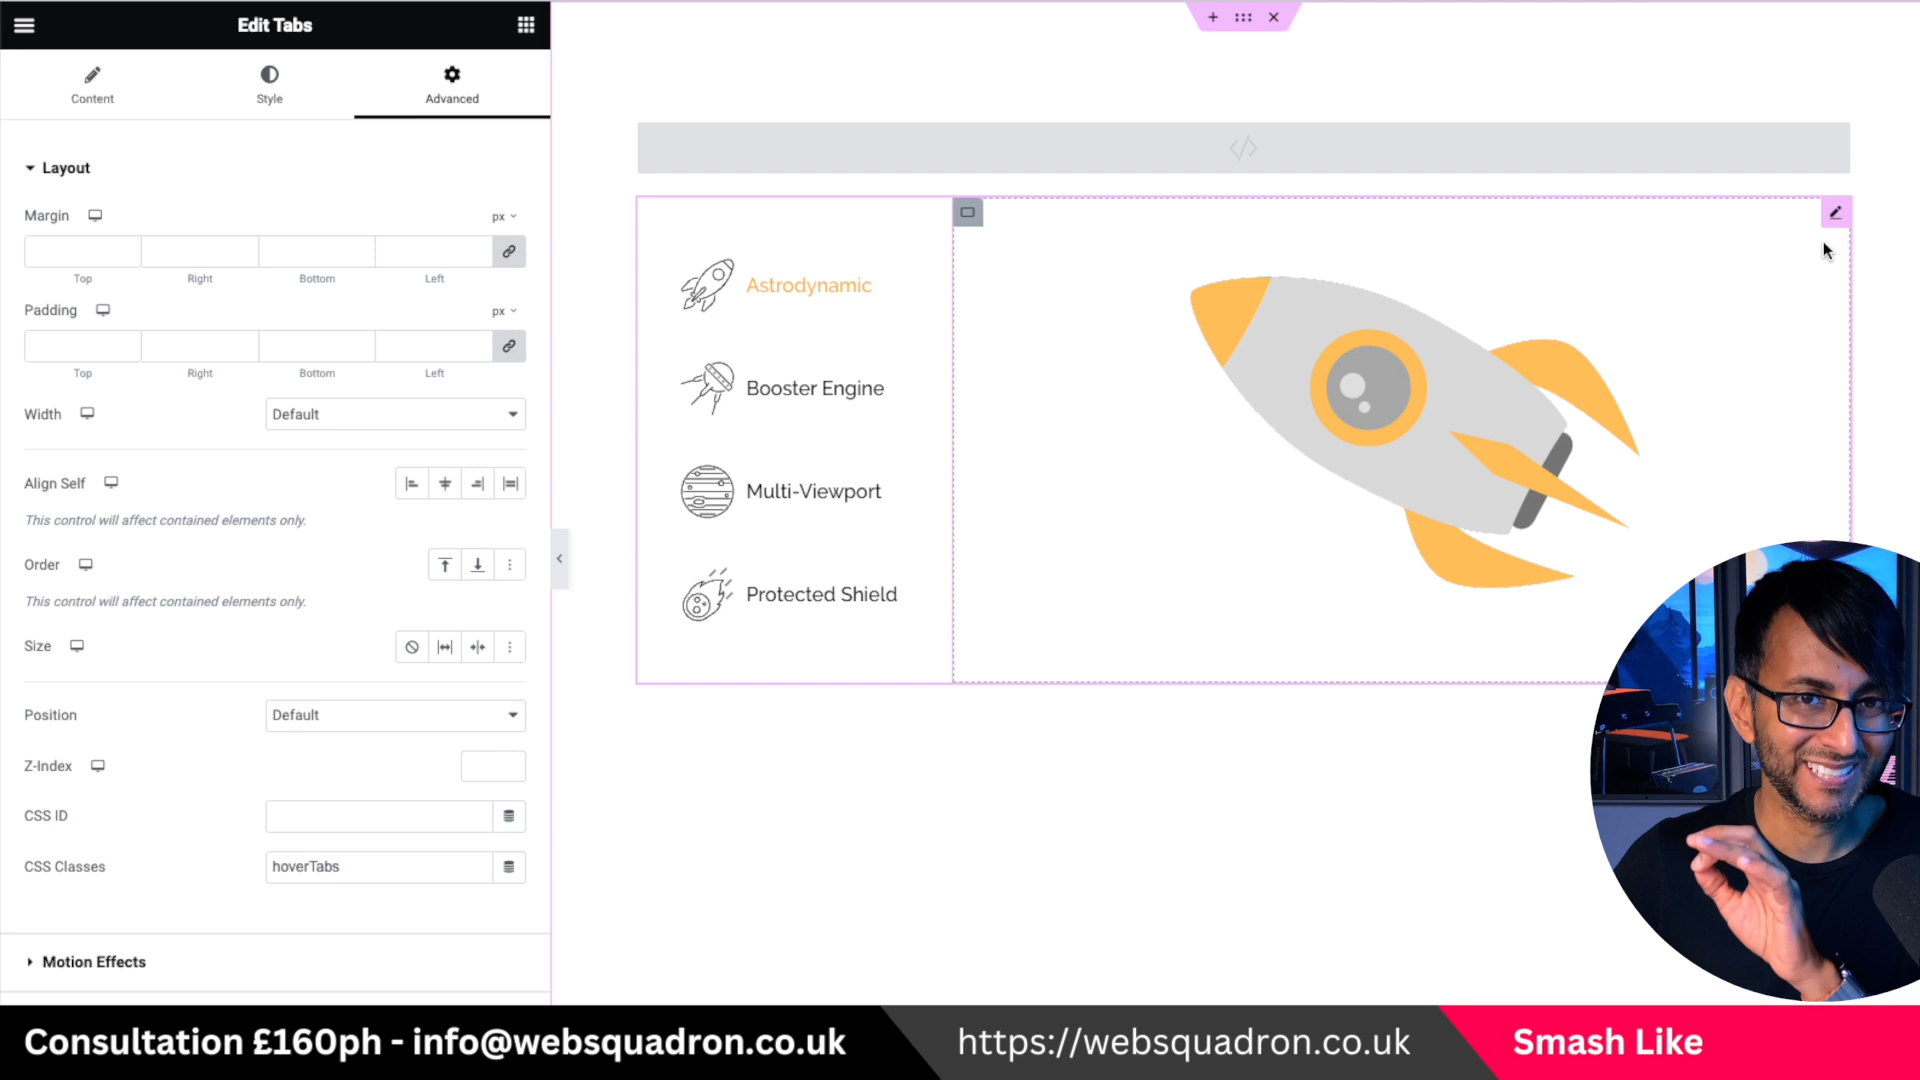 Edit Tabs
Content
Style
Advanced
Layout
Margin
px
Top
Right
Bottom
Left
Padding
px
Top
Right
Bottom
Left
Width
Default
Align Self
This control will affect contained elements only.
Order
This control will affect contained elements only.
Size
Position
Default
Z-Index
CSS ID
CSS Classes
hoverTabs
Motion Effects
Astrodynamic
Booster Engine
Multi-Viewport
Protected Shield
Consultation £160ph - info@websquadron.co.uk
https://websquadron.co.uk
Smash Like